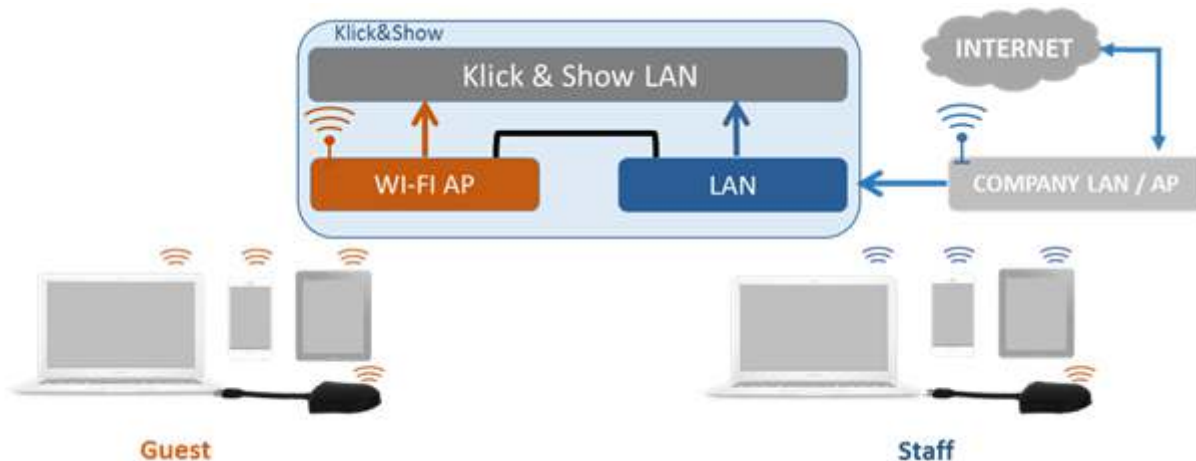 Klick&Show
Klick & Show LAN
INTERNET
WI-FI AP
LAN
COMPANY LAN / AP
Guest
Staff